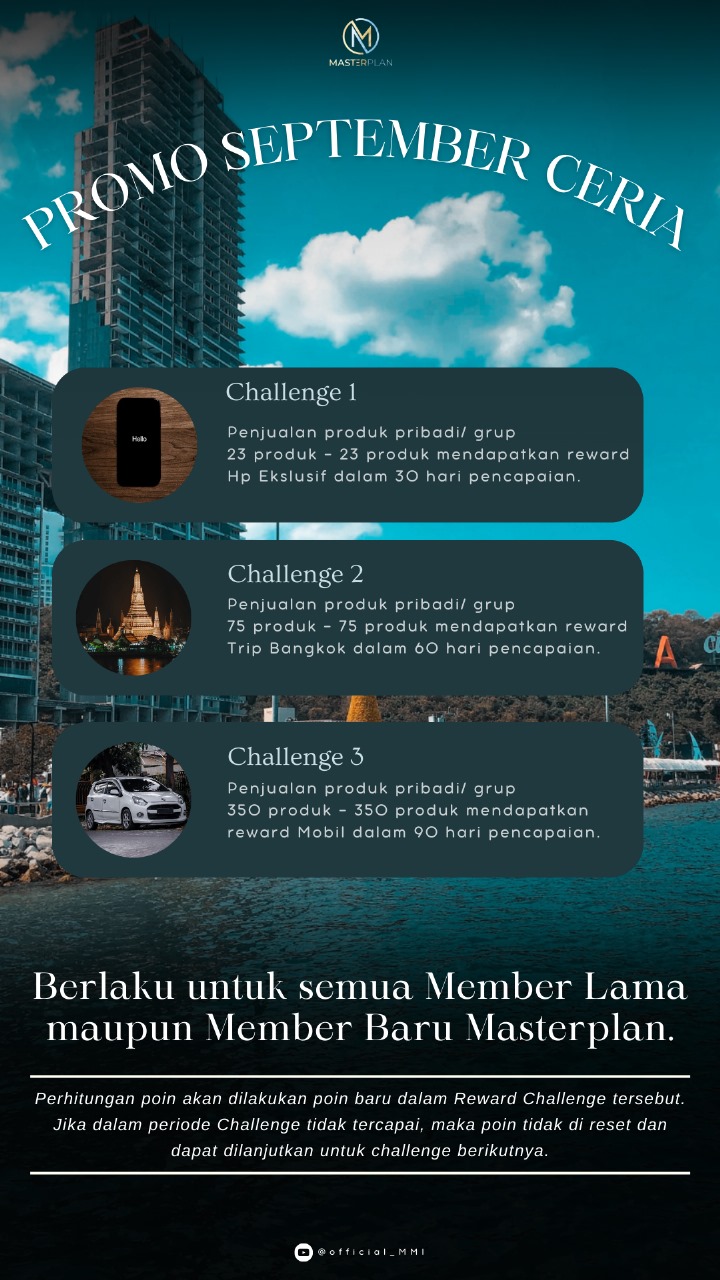 MASTERPLAN
PROMO SEPTEMBER CERIA
Challenge 1
Hello
Penjualan produk pribadi/ grup
23 produk - 23 produk mendapatkan reward
Hp Ekslusif dalam 30 hari pencapaian.
Challenge 2
Penjualan produk pribadi/ grup
75 produk - 75 produk mendapatkan reward
Trip Bangkok dalam 60 hari pencapaian.
A
Challenge 3
Penjualan produk pribadi/ grup
350 produk - 350 produk mendapatkan
reward Mobil dalam 90 hari pencapaian.
Berlaku untuk semua Member Lama
maupun Member Baru Masterplan.
Perhitungan poin akan dilakukan poin baru dalam Reward Challenge tersebut.
Jika dalam periode Challenge tidak tercapai, maka poin tidak di reset dan
dapat dilanjutkan untuk challenge berikutnya.
@official_MMI